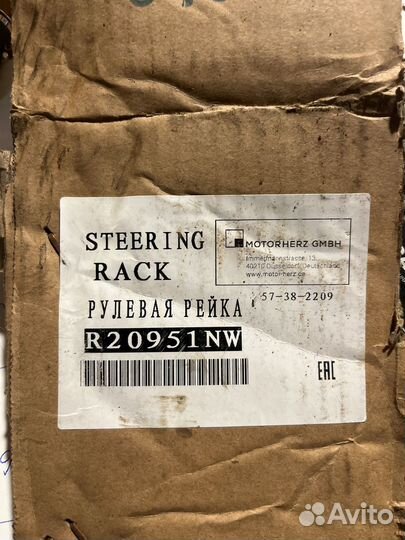 STEERING
RACK
MOTORHERZ GMBH
Immermannstrasse, 13,
40210 Düsseldorf, Deutschland
www.motor-herz.de
РУЛЕВАЯ РЕЙКА
57-38-2209
R20951NW
EAC
Avito